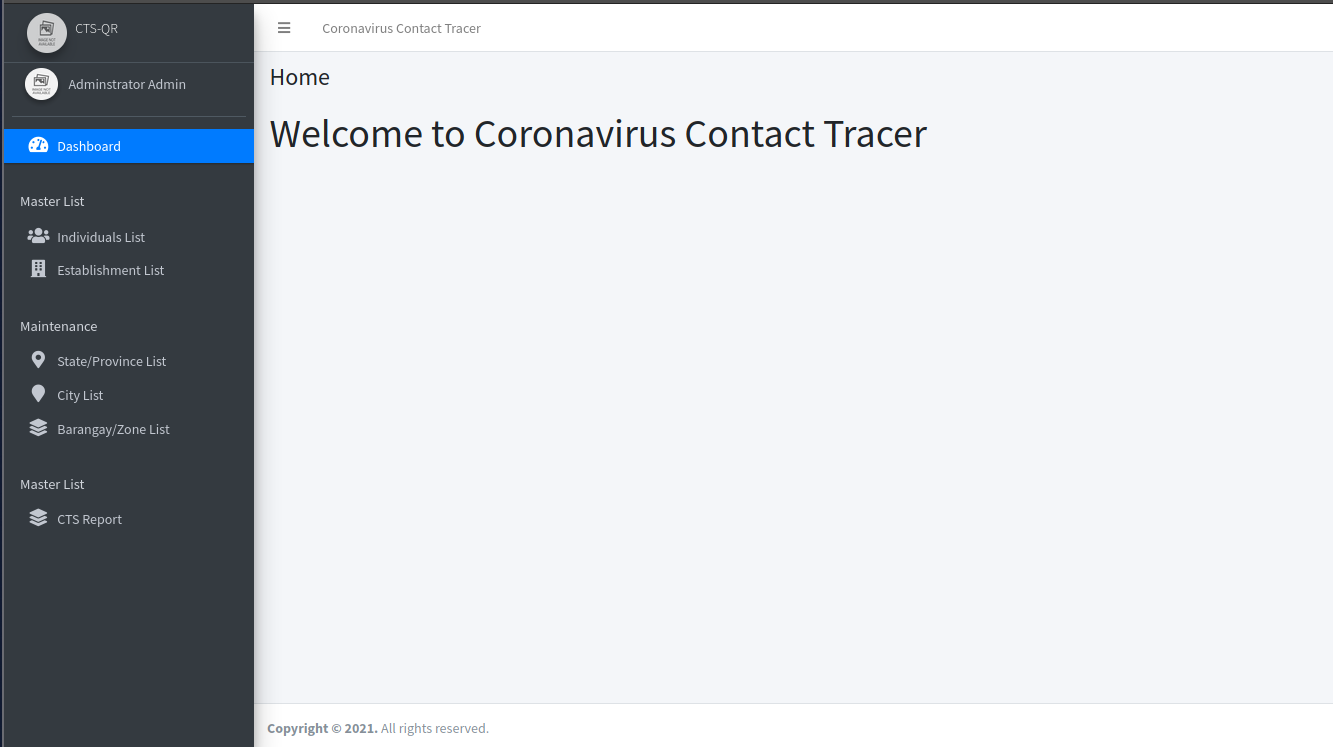 CTS-QR
Coronavirus Contact Tracer
Adminstrator Admin
Dashboard
Master List
Individuals List
Establishment List
Maintenance
State/Province List
City List
Barangay/Zone List
Master List
CTS Report
Home
Welcome to Coronavirus Contact Tracer
Copyright © 2021. All rights reserved.